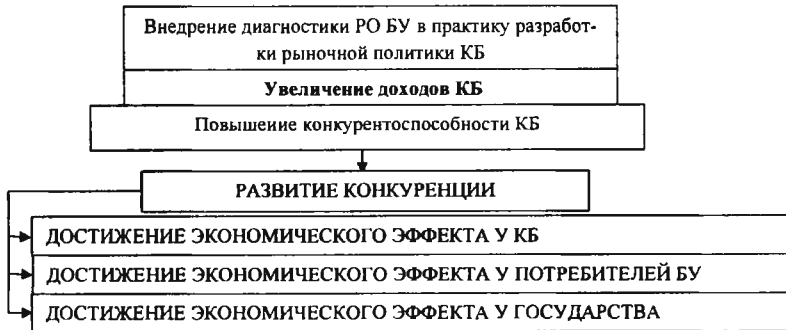 Внедрение диагностики РО БУ в практику разработ-
ки рыночной политики КБ
Увеличение доходов КБ
Повышение конкурентоспособности КБ
РАЗВИТИЕ КОНКУРЕНЦИИ
ДОСТИЖЕНИЕ ЭКОНОМИЧЕСКОГО ЭФФЕКТА У КБ
ДОСТИЖЕНИЕ ЭКОНОМИЧЕСКОГО ЭФФЕКТА У ПОТРЕБИТЕЛЕЙ БУ
ДОСТИЖЕНИЕ ЭКОНОМИЧЕСКОГО ЭФФЕКТА У ГОСУДАРСТВА